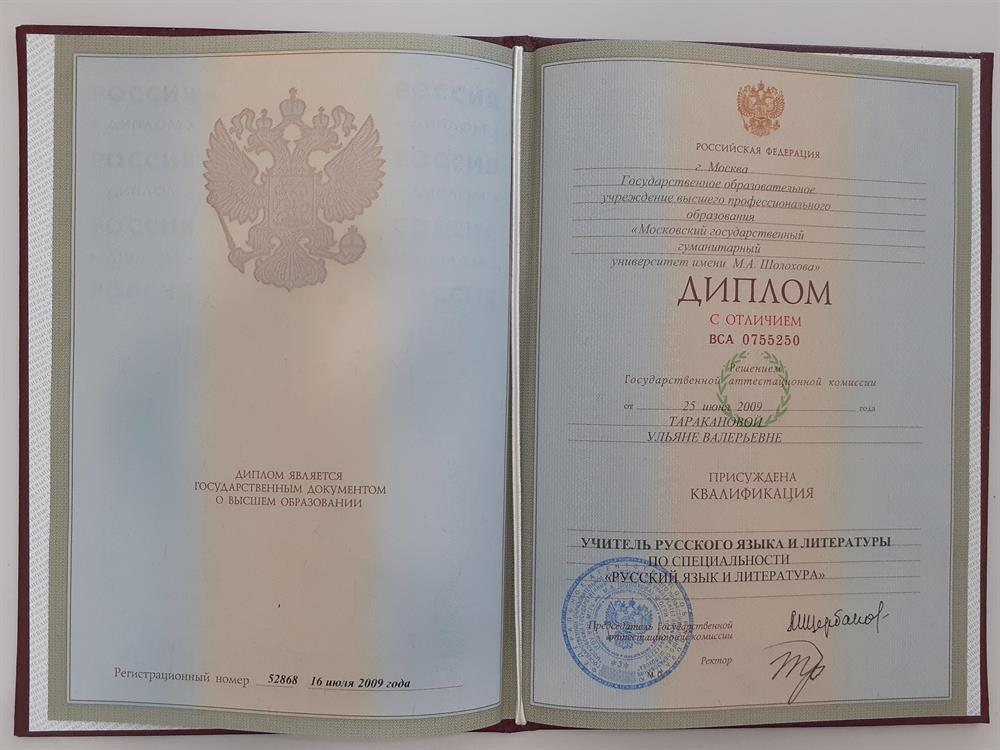 ДИПЛОМ ЯВЛЯЕТСЯ
ГОСУДАРСТВЕННЫМ ДОКУМЕНТОМ
О ВЫСШЕМ ОБРАЗОВАНИИ
Регистрационный номер 52868 16 июля 2009 года
РОССИЙСКАЯ ФЕДЕРАЦИЯ
г. Москва
Государственное образовательное
учреждение высшего профессионального
образования
«Московский государственный
гуманитарный
университет имени М.А. Шолохова»
ДИПЛОМ
С ОТЛИЧИЕМ
ВСА 0755250
Решением
Государственной аттестационной комиссии
от 25 июня 2009 года
ТАРАКАНОВОЙ
УЛЬЯНЕ ВАЛЕРЬЕВНЕ
ПРИСУЖДЕНА
КВАЛИФИКАЦИЯ
УЧИТЕЛЬ РУССКОГО ЯЗЫКА И ЛИТЕРАТУРЫ
ПО СПЕЦИАЛЬНОСТИ
«РУССКИЙ ЯЗЫК И ЛИТЕРАТУРА»
Председатель Государственной
аттестационной комиссии
Ректор
М.П.